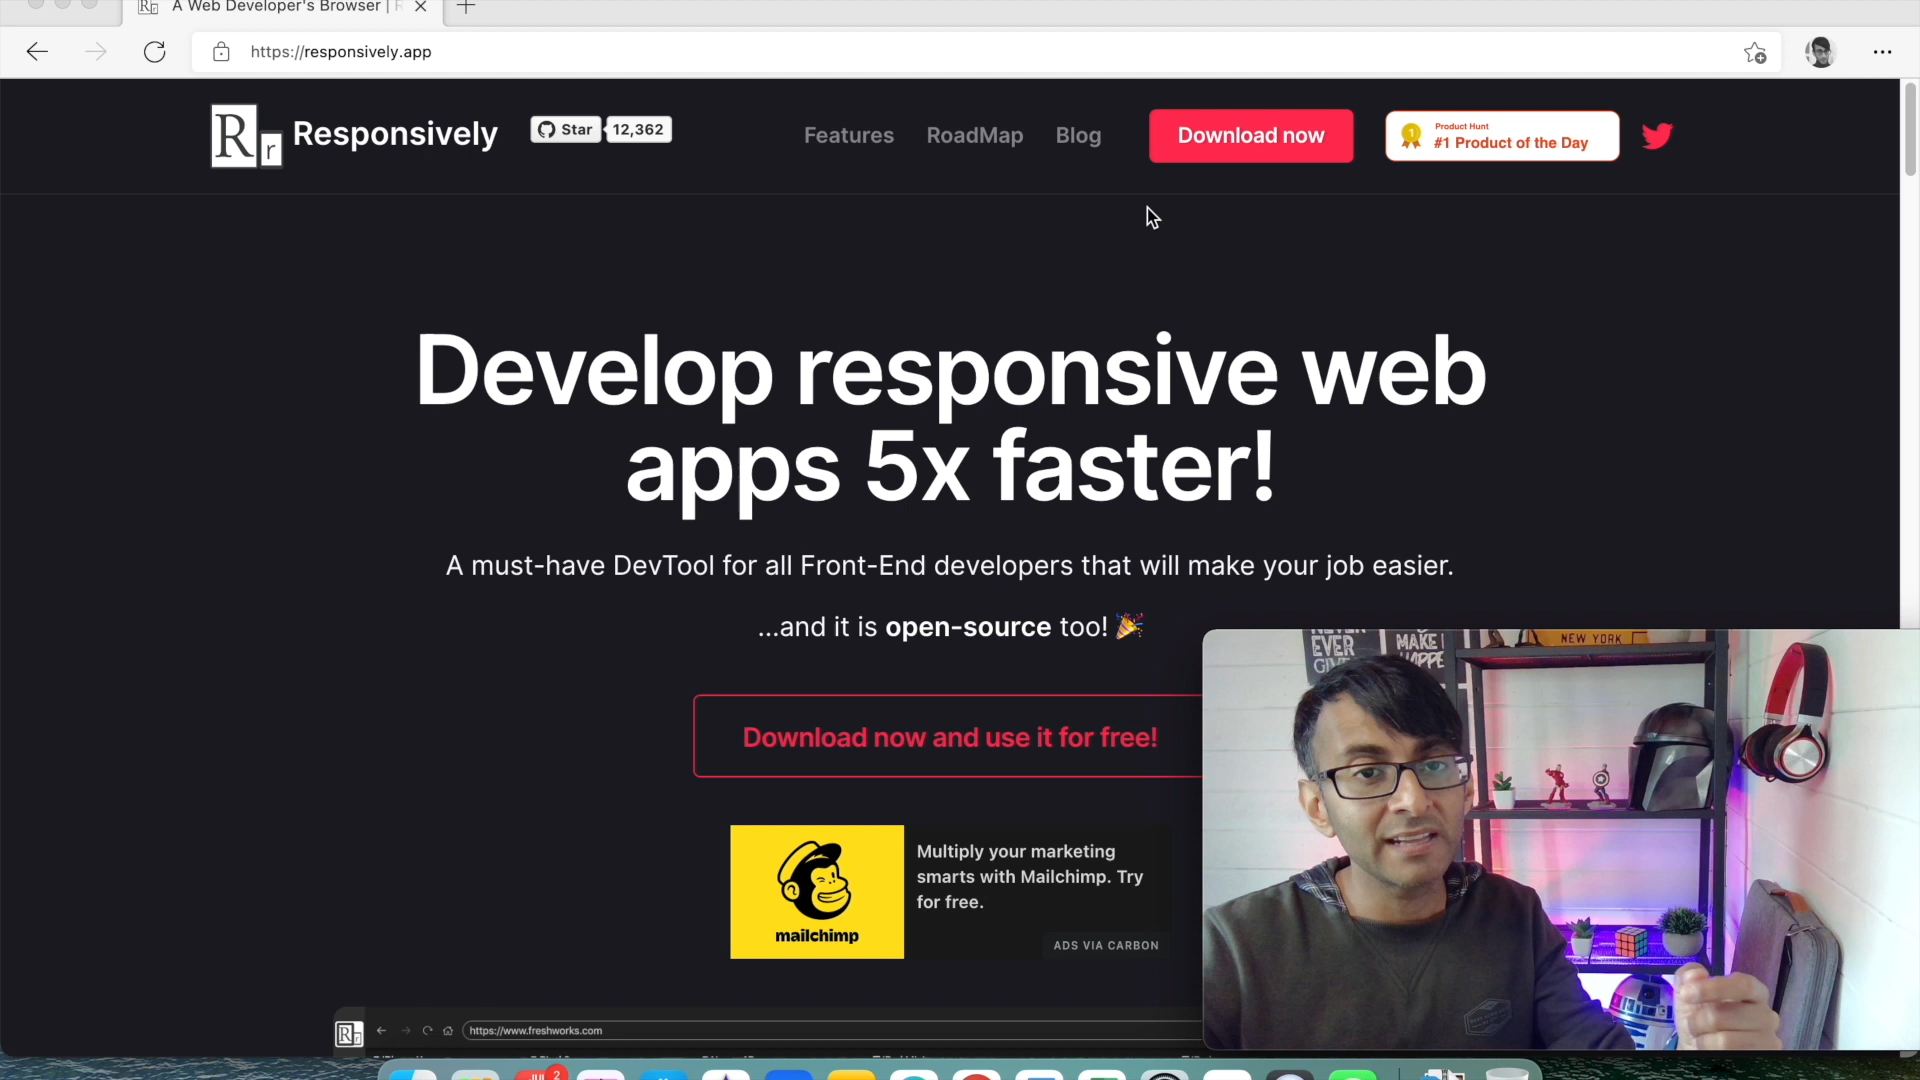 A Web Developer's Browser |
https://responsively.app
Rr Responsively
Star 12,362
Features RoadMap Blog
Download now
Product Hunt
#1 Product of the Day
1
Develop responsive web
apps 5x faster!
A must-have DevTool for all Front-End developers that will make your job easier.
...and it is open-source too! 🎉
Download now and use it for free!
Multiply your marketing
smarts with Mailchimp. Try
for free.
mailchimp
ADS VIA CARBON
https://www.freshworks.com
NEVER
EVER
GIVE
MAKE I
NEW YORK
2